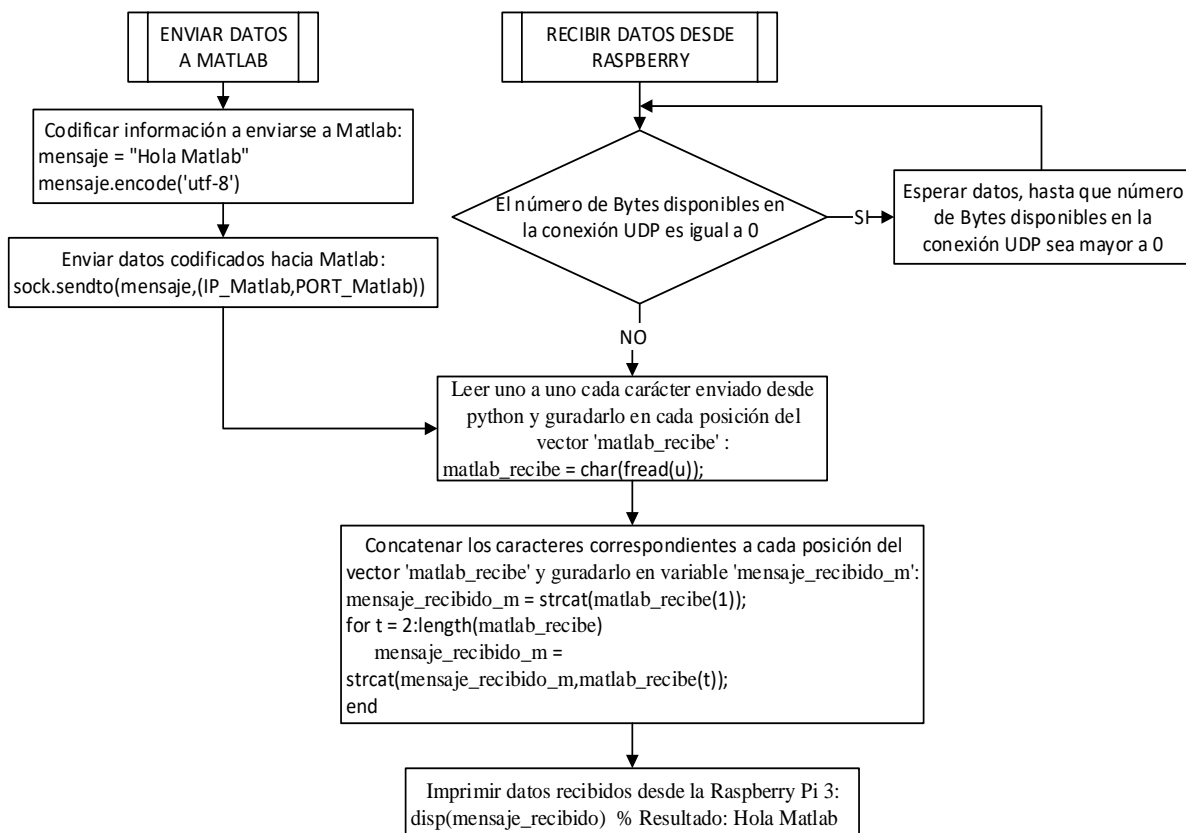 ENVIAR DATOS
A MATLAB
Codificar información a enviarse a Matlab:
mensaje = "Hola Matlab"
mensaje.encode('utf-8')
Enviar datos codificados hacia Matlab:
sock.sendto(mensaje,(IP_Matlab,PORT_Matlab))
RECIBIR DATOS DESDE
RASPBERRY
El número de Bytes disponibles en
la conexión UDP es igual a 0
SI
Esperar datos, hasta que número
de Bytes disponibles en la
conexión UDP sea mayor a 0
NO
Leer uno a uno cada carácter enviado desde
python y guradarlo en cada posición del
vector 'matlab_recibe' :
matlab_recibe = char(fread(u));
Concatenar los caracteres correspondientes a cada posición del
vector 'matlab_recibe' y guradarlo en variable 'mensaje_recibido_m':
mensaje_recibido_m = strcat(matlab_recibe(1));
for t = 2:length(matlab_recibe)
mensaje_recibido_m =
strcat(mensaje_recibido_m,matlab_recibe(t));
end
Imprimir datos recibidos desde la Raspberry Pi 3:
disp(mensaje_recibido) % Resultado: Hola Matlab